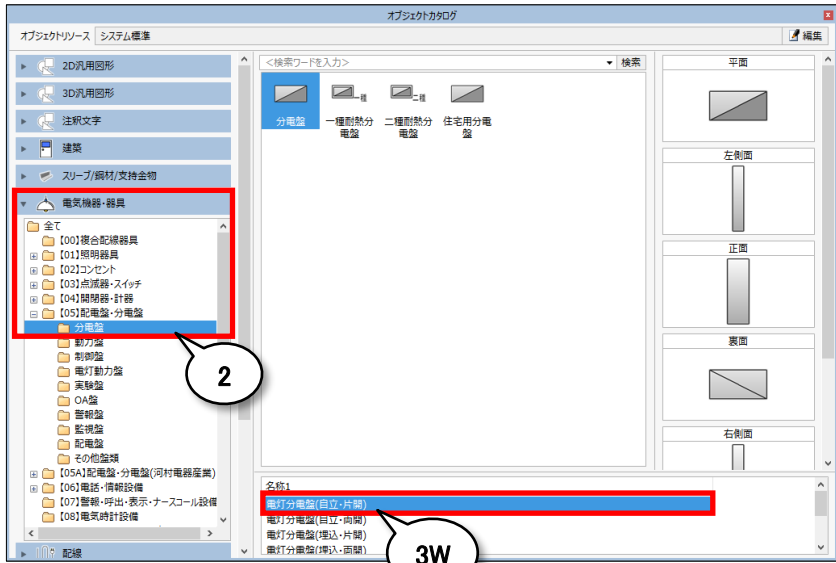 オブジェクトカタログ
オブジェクトリソース システム標準
編集
2D汎用図形
3D汎用図形
注釈文字
建築
スリーブ/鋼材/支持金物
電気機器・器具
全て
【00】複合配線器具
【01】照明器具
【02】コンセント
【03】点滅器・スイッチ
【04】開閉器・計器
【05】配電盤・分電盤
分電盤
動力盤
制御盤
電灯動力盤
実験盤
OA盤
警報盤
監視盤
配電盤
その他盤類
【05A】配電盤・分電盤(河村電器産業)
【06】電話・情報設備
【07】警報・呼出・表示・ナースコール設備
【08】電気時計設備
配線
2
<検索ワードを入力>
検索
分電盤
一種
一種耐熱分
電盤
二種
二種耐熱分
電盤
住宅用分電
盤
名称1
電灯分電盤(自立・片開)
電灯分電盤(自立・両開)
電灯分電盤(埋込・片開)
電灯分電盤(埋込・両開)
3W
平面
左側面
正面
裏面
右側面